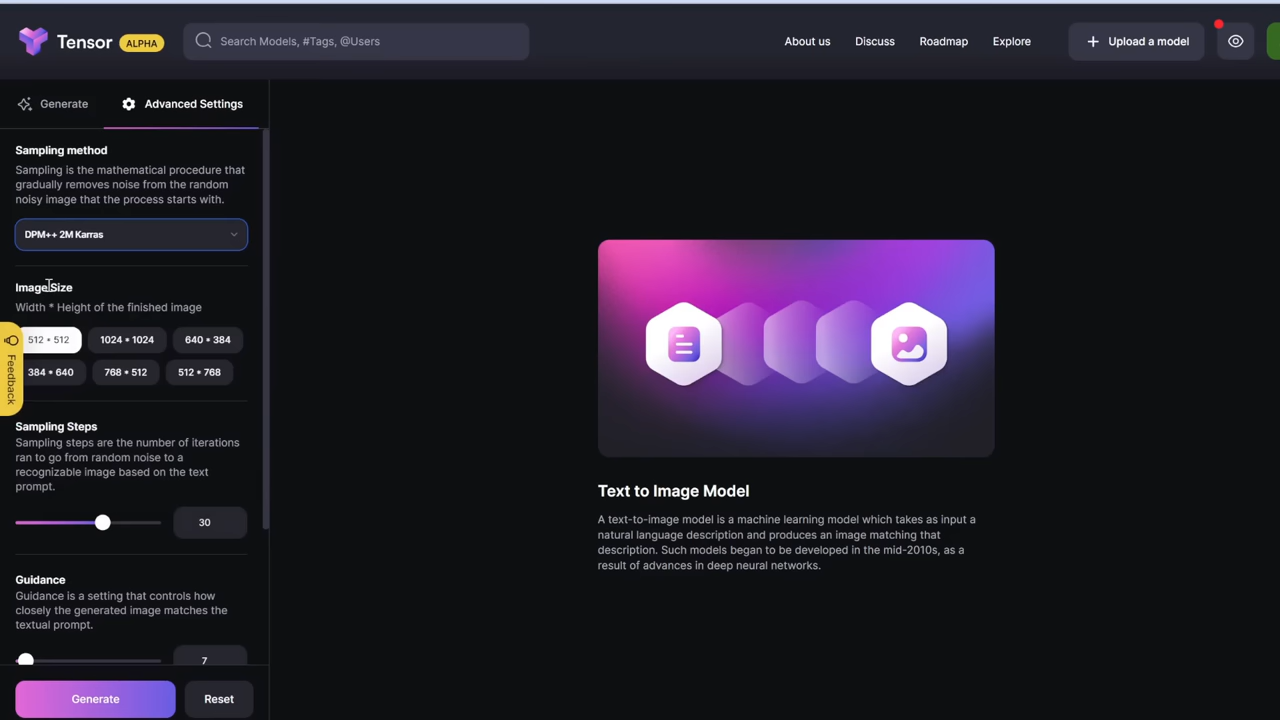 Tensor ALPHA
Search Models, #Tags, @Users
About us
Discuss
Roadmap
Explore
Upload a model
Generate
Advanced Settings
Sampling method
Sampling is the mathematical procedure that
gradually removes noise from the random
noisy image that the process starts with.
DPM++ 2M Karras
Image Size
Width * Height of the finished image
512 * 512
1024 * 1024
640 * 384
384 * 640
768 * 512
512 * 768
Feedback
Sampling Steps
Sampling steps are the number of iterations
ran to go from random noise to a
recognizable image based on the text
prompt.
30
Guidance
Guidance is a setting that controls how
closely the generated image matches the
textual prompt.
7
Generate
Reset
Text to Image Model
A text-to-image model is a machine learning model which takes as input a
natural language description and produces an image matching that
description. Such models began to be developed in the mid-2010s, as a
result of advances in deep neural networks.